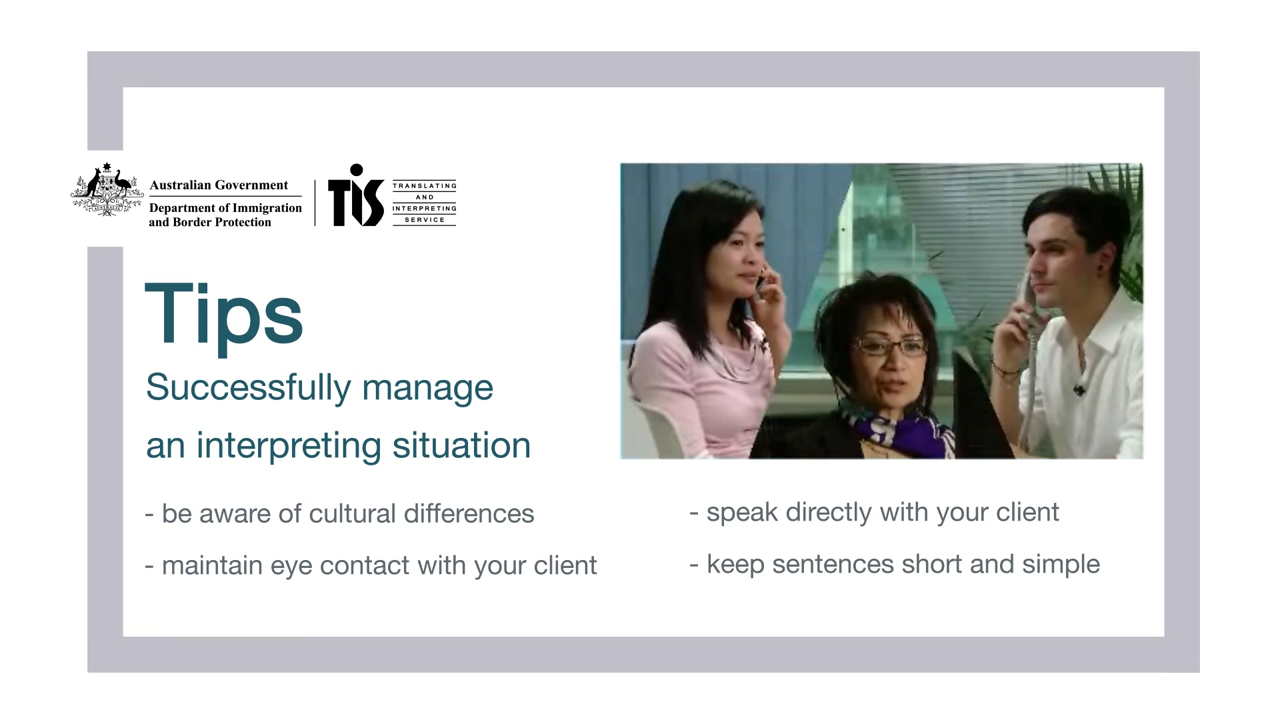 Australian Government
Department of Immigration
and Border Protection
TIS
TRANSLATING
AND
INTERPRETING
SERVICE
Tips
Successfully manage
an interpreting situation
- be aware of cultural differences
- maintain eye contact with your client
- speak directly with your client
- keep sentences short and simple